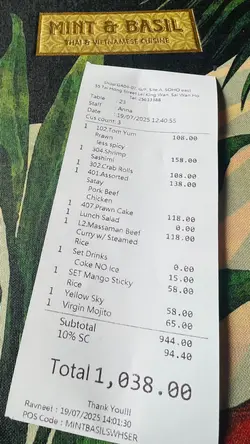 MINT & BASIL
THAI & VIETNAMESE CUISINE
Table : 23
Staff : Anna
Date : 19/07/2025 12:40:55
Cus count: 3
1 102.Tom Yum 108.00
Prawn
less spicy
1 304.Shrimp 158.00
Sashimi
1 302.Crab Rolls 108.00
1 401.Assorted 138.00
Satay
Pork Beef
Chicken
1 407.Prawn Cake 118.00
1 Lunch Salad 0.00
1 L2.Massaman Beef 118.00
Curry w/ Steamed
Rice
1 Set Drinks 0.00
Coke NO ice 15.00
1 SET Mango Sticky 58.00
Rice
1 Yellow Sky 58.00
1 Virgin Mojito 65.00
Subtotal 944.00
10% SC 94.40
Total 1,038.00
Thank You!!!
Ravneet : 19/07/2025 14:01:30
POS Code : MINTBASILSWHSER